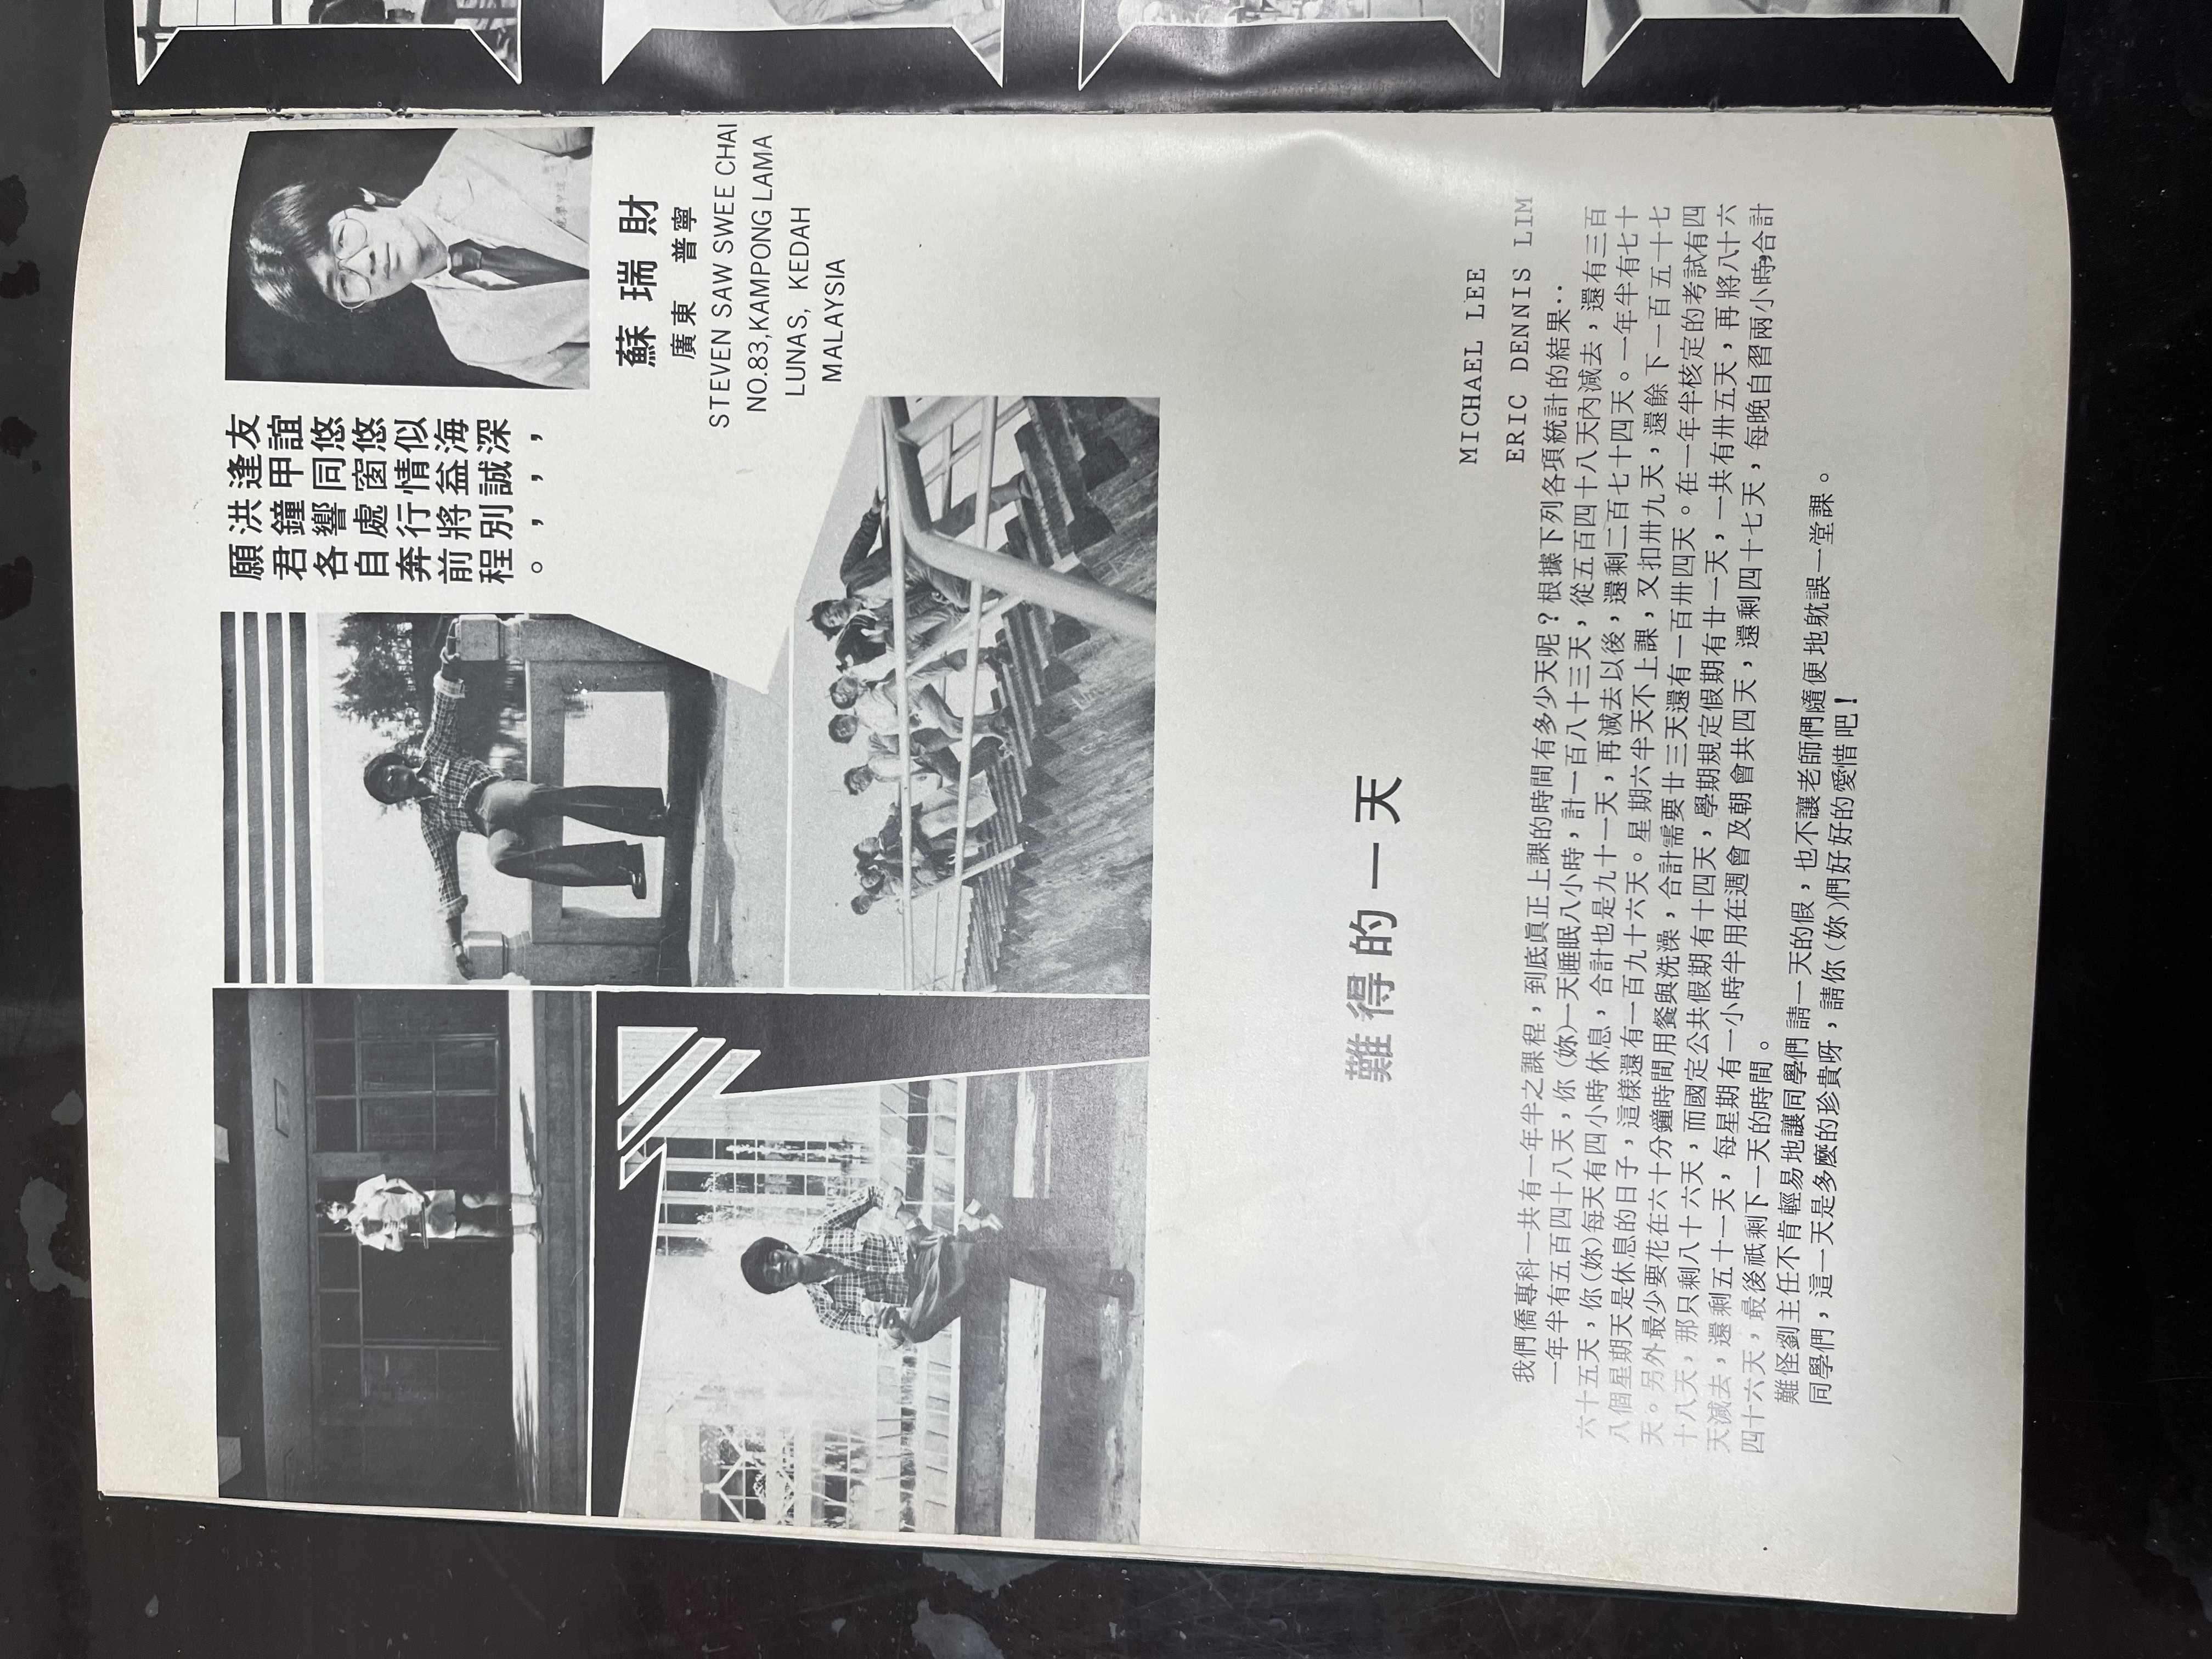 友誼悠悠似海深，
逢甲同窗情益誠，
洪鐘響處行將別，
願君各自奔前程。
蘇瑞財
廣東 普寧
STEVEN SAW SWEE CHAI
NO.83,KAMPONG LAMA
LUNAS, KEDAH
MALAYSIA
難得的一天
MICHAEL LEE
ERIC DENNIS LIM
我們僑專科一共有一年半之課程，到底眞正上課的時間有多少天呢？根據下列各項統計的結果：
一年半有五百四十八天，你（妳）一天睡眠八小時，計一百八十三天，從五百四十八天內減去，還有三百
六十五天，你（妳）每天有四小時休息，合計也是九十一天，再減去以後，還剩二百七十四天。一年半有七十
八個星期天是休息的日子，這樣還有一百九十六天。星期六半天不上課，又扣卅九天，還餘下一百五十七
天。另外最少要花在六十分鐘時間用餐與洗澡，合計需要廿三天還有一百卅四天。在一年半核定的考試有四
十八天，那只剩八十六天，而國定公共假期有十四天，學期規定假期有廿一天，一共有卅五天，再將八十六
天減去，還剩五十一天，每星期有一小時半用在週會及朝會共四天，還剩四十七天，每晚自習兩小時，合計
四十六天，最後祇剩下一天的時間。
難怪劉主任不肯輕易地讓同學們請一天的假，也不讓老師們隨便地躭誤一堂課。
同學們，這一天是多麼的珍貴呀，請你（妳）們好好的愛惜吧！